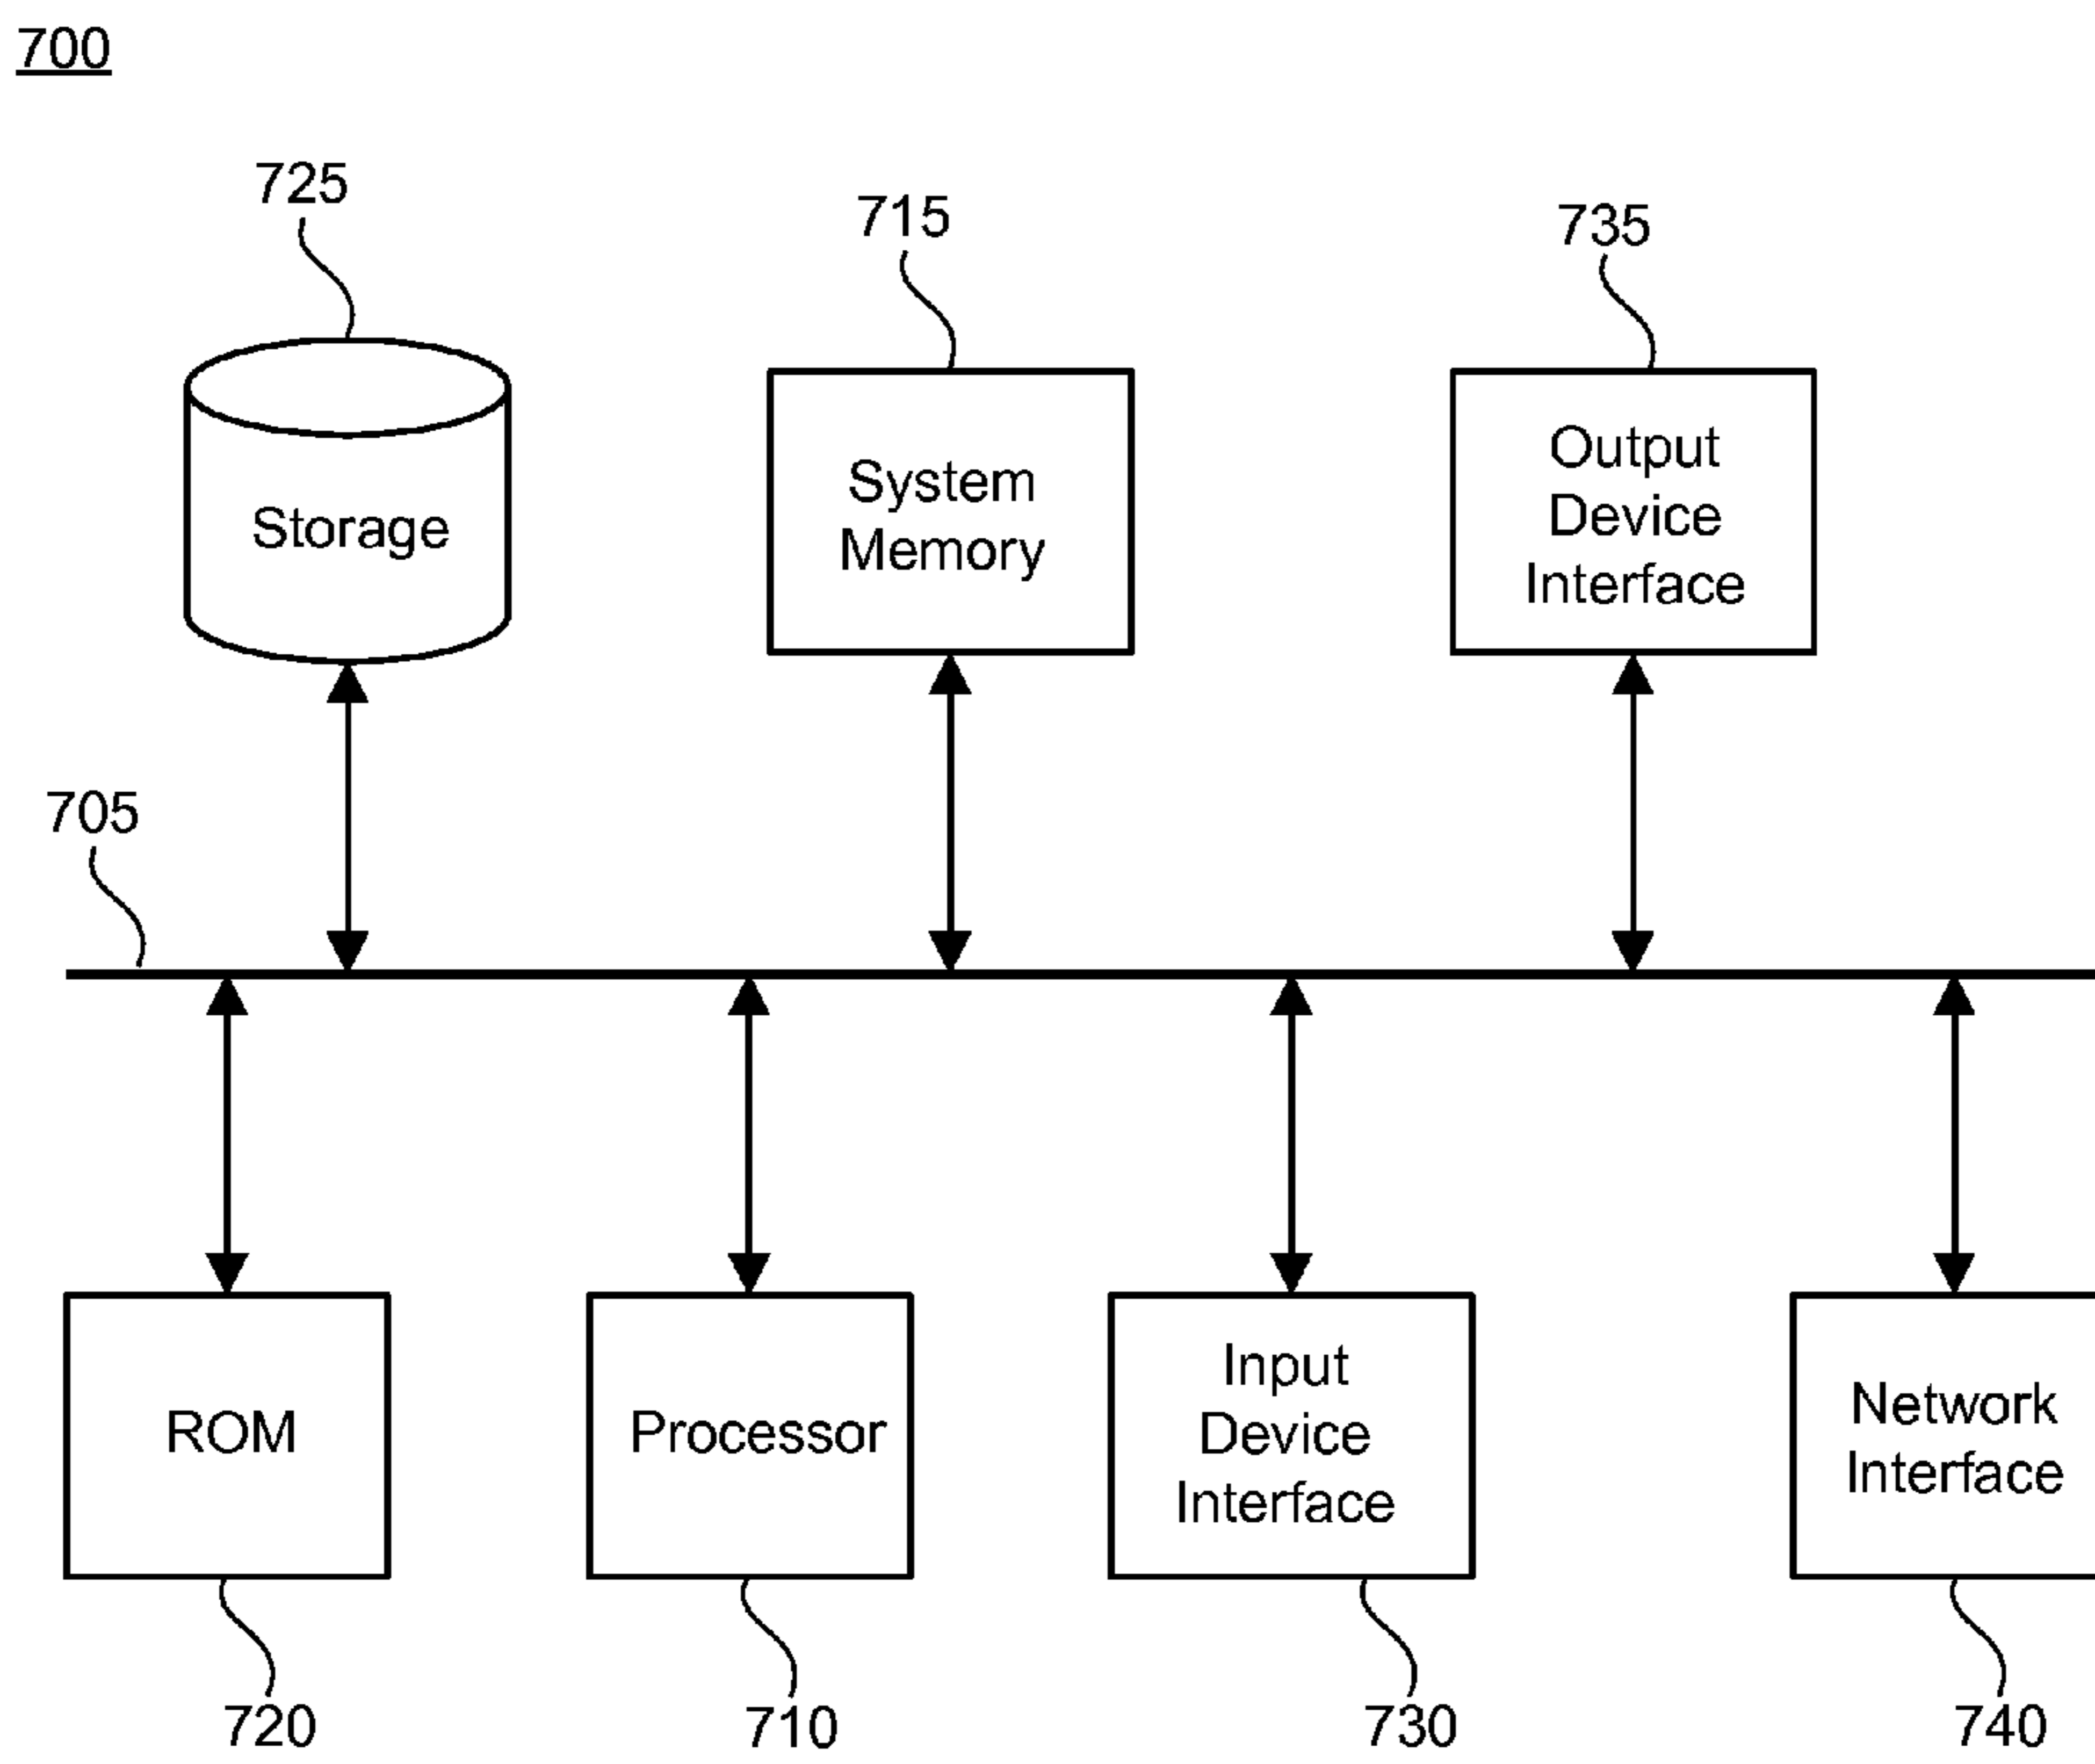 700
725
715
735
Storage
System
Memory
Output
Device
Interface
705
ROM
Processor
Input
Device
Interface
Network
Interface
720
710
730
740